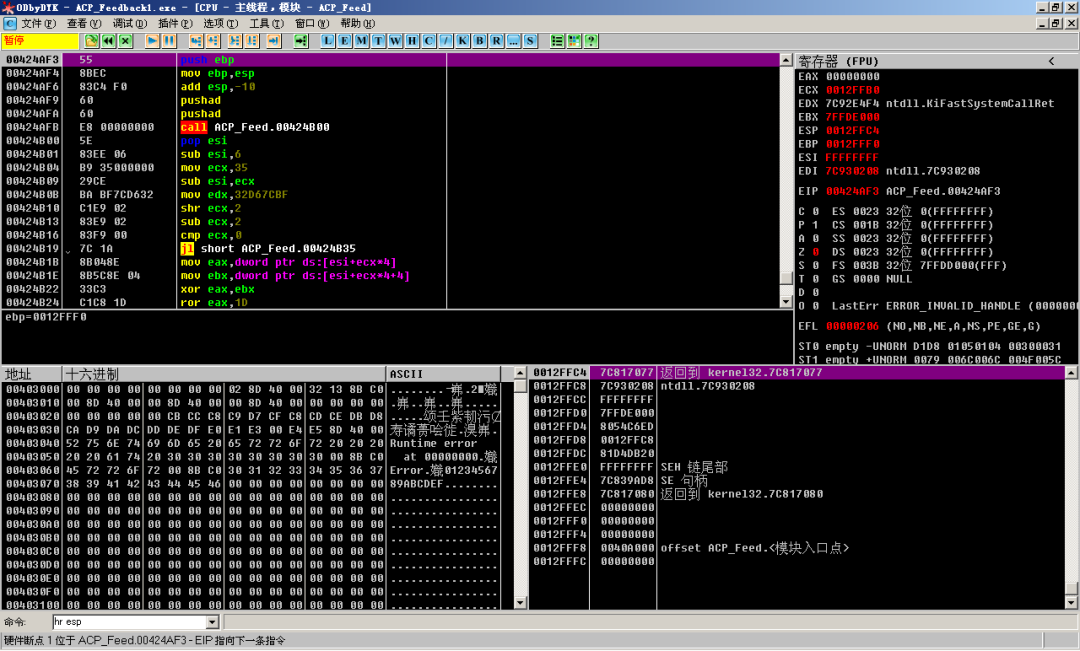 ODbyDYK - ACP_Feedback1.exe - [CPU - 主线程, 模块 - ACP_Feed]
文件(F) 查看(V) 调试(D) 插件(P) 选项(T) 工具(I) 窗口(W) 帮助(H)
暂停 L E M T W H C / K B R ... S ?
00424AF3 55 push ebp
00424AF4 8BEC mov ebp,esp
00424AF6 83C4 F0 add esp,-10
00424AF9 60 pushad
00424AFA 60 pushad
00424AFB E8 00000000 call ACP_Feed.00424B00
00424B00 5E pop esi
00424B01 83EE 06 sub esi,6
00424B04 B9 35000000 mov ecx,35
00424B09 29CE sub esi,ecx
00424B0B BA BF7CD632 mov edx,32D67CBF
00424B10 C1E9 02 shr ecx,2
00424B13 83E9 02 sub ecx,2
00424B16 83F9 00 cmp ecx,0
00424B19 7C 1A jl short ACP_Feed.00424B35
00424B1B 8B048E mov eax,dword ptr ds:[esi+ecx*4]
00424B1E 8B5C8E 04 mov ebx,dword ptr ds:[esi+ecx*4+4]
00424B22 33C3 xor eax,ebx
00424B24 C1C8 1D ror eax,1D
ebp=0012FFF0
寄存器 (FPU) <
EAX 00000000
ECX 0012FFB0
EDX 7C92E4F4 ntdll.KiFastSystemCallRet
EBX 7FFDE000
ESP 0012FFC4
EBP 0012FFF0
ESI FFFFFFFF
EDI 7C930208 ntdll.7C930208
EIP 00424AF3 ACP_Feed.00424AF3
C 0 ES 0023 32位 0(FFFFFFFF)
P 1 CS 001B 32位 0(FFFFFFFF)
A 0 SS 0023 32位 0(FFFFFFFF)
Z 0 DS 0023 32位 0(FFFFFFFF)
S 0 FS 003B 32位 7FFDD000(FFF)
T 0 GS 0000 NULL
D 0
O 0 LastErr ERROR_INVALID_HANDLE (0000000
EFL 00000206 (NO,NB,NE,A,NS,PE,GE,G)
ST0 empty -UNORM D1D8 01050104 00300031
ST1 empty +UNORM 0079 006C006C 004F005C
地址 十六进制 ASCII
00403000 00 00 00 00 00 00 00 00 02 8D 40 00 32 13 8B C0
00403010 00 8D 40 00 00 8D 40 00 00 8D 40 00 00 00 00 00
00403020 00 00 00 00 00 CB CC C8 C9 D7 CF C8 CD CE DB D8
00403030 CA D9 DA DC DD DE DF E0 E1 E3 00 E4 E5 8D 40 00
00403040 52 75 6E 74 69 6D 65 20 65 72 72 6F 72 20 20 20 Runtime error
00403050 20 20 61 74 20 30 30 30 30 30 30 30 30 00 8B C0 at 00000000.
00403060 45 72 72 6F 72 00 8B C0 30 31 32 33 34 35 36 37 Error. 01234567
00403070 38 39 41 42 43 44 45 46 00 00 00 00 00 00 00 00 89ABCDEF........
00403080 00 00 00 00 00 00 00 00 00 00 00 00 00 00 00 00 ................
00403090 00 00 00 00 00 00 00 00 00 00 00 00 00 00 00 00 ................
004030A0 00 00 00 00 00 00 00 00 00 00 00 00 00 00 00 00 ................
004030B0 00 00 00 00 00 00 00 00 00 00 00 00 00 00 00 00 ................
004030C0 00 00 00 00 00 00 00 00 00 00 00 00 00 00 00 00 ................
004030D0 00 00 00 00 00 00 00 00 00 00 00 00 00 00 00 00 ................
004030E0 00 00 00 00 00 00 00 00 00 00 00 00 00 00 00 00 ................
004030F0 00 00 00 00 00 00 00 00 00 00 00 00 00 00 00 00 ................
00403100 00 00 00 00 00 00 00 00 00 00 00 00 00 00 00 00 ................
0012FFC4 7C817077 返回到 kernel32.7C817077
0012FFC8 7C930208 ntdll.7C930208
0012FFCC FFFFFFFF
0012FFD0 7FFDE000
0012FFD4 8054C6ED
0012FFD8 0012FFC8
0012FFDC 81D4DB20
0012FFE0 FFFFFFFF SEH 链尾部
0012FFE4 7C839AD8 SE 句柄
0012FFE8 7C817080 返回到 kernel32.7C817080
0012FFEC 00000000
0012FFF0 00000000
0012FFF4 00000000
0012FFF8 0040A000 offset ACP_Feed.<模块入口点>
0012FFFC 00000000
命令: hr esp
硬件断点 1 位于 ACP_Feed.00424AF3 - EIP 指向下一条指令